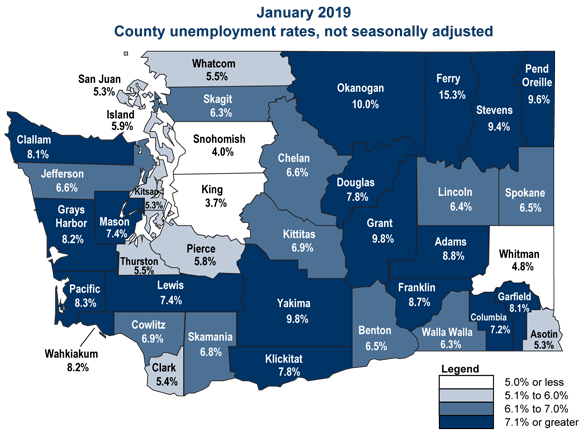 January 2019
County unemployment rates, not seasonally adjusted
Whatcom
5.5%
San Juan
5.3%
Skagit
6.3%
Island
5.9%
Okanogan
10.0%
Ferry
15.3%
Stevens
9.4%
Pend
Oreille
9.6%
Clallam
8.1%
Snohomish
4.0%
Jefferson
6.6%
Chelan
6.6%
Kitsap
5.3%
King
3.7%
Douglas
7.8%
Lincoln
6.4%
Spokane
6.5%
Grays
Harbor
8.2%
Mason
7.4%
Kittitas
6.9%
Grant
9.8%
Pierce
5.8%
Adams
8.8%
Whitman
4.8%
Thurston
5.5%
Pacific
8.3%
Lewis
7.4%
Yakima
9.8%
Franklin
8.7%
Garfield
8.1%
Columbia
7.2%
Cowlitz
6.9%
Skamania
6.8%
Benton
6.5%
Walla Walla
6.3%
Asotin
5.3%
Wahkiakum
8.2%
Clark
5.4%
Klickitat
7.8%
Legend
5.0% or less
5.1% to 6.0%
6.1% to 7.0%
7.1% or greater